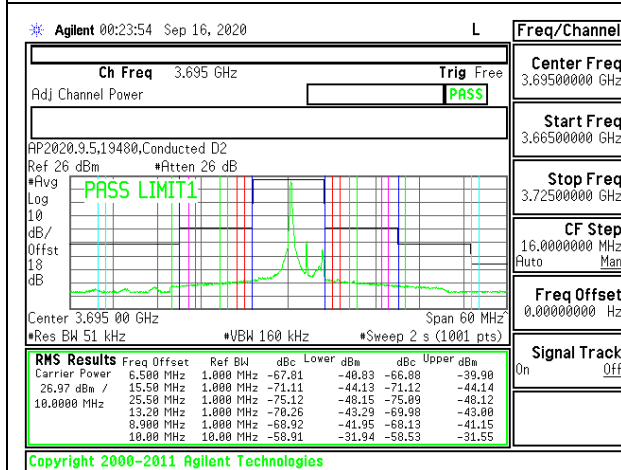 Agilent 00:23:54 Sep 16, 2020 L
Freq/Channel
Ch Freq 3.695 GHz Trig Free
Adj Channel Power PASS
AP2020.9.5,19480,Conducted D2
Ref 26 dBm #Atten 26 dB
#Avg
Log
10
dB/
Offst
18
dB
PASS LIMIT1
Center 3.695 00 GHz Span 60 MHz
#Res BW 51 kHz #VBW 160 kHz #Sweep 2 s (1001 pts)
RMS Results Freq Offset Ref BW dBc Lower dBm dBc Upper dBm
Carrier Power 6.500 MHz 1.000 MHz -67.81 -40.83 -66.88 -39.90
26.97 dBm / 15.50 MHz 1.000 MHz -71.11 -44.13 -71.12 -44.14
10.0000 MHz 25.50 MHz 1.000 MHz -75.12 -48.15 -75.09 -48.12
13.20 MHz 1.000 MHz -70.26 -43.29 -69.98 -43.00
8.900 MHz 1.000 MHz -68.92 -41.95 -68.13 -41.15
10.00 MHz 10.00 MHz -58.91 -31.94 -58.53 -31.55
Copyright 2000-2011 Agilent Technologies
Center Freq
3.69500000 GHz
Start Freq
3.66500000 GHz
Stop Freq
3.72500000 GHz
CF Step
16.0000000 MHz
Auto Man
Freq Offset
0.00000000 Hz
Signal Track
On Off